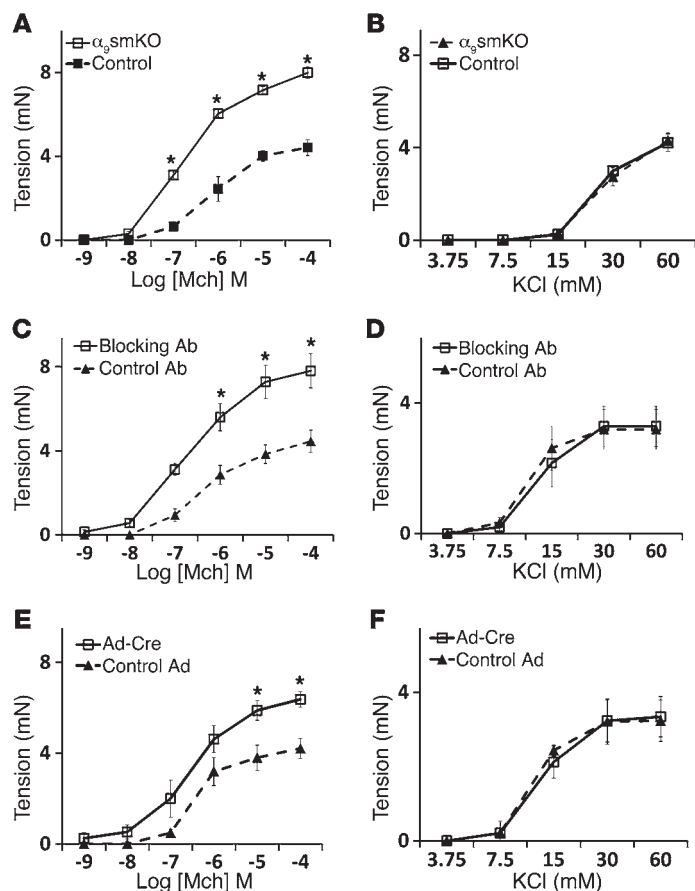 A
α₉smKO
Control
* * * * *
8
4
0
Tension (mN)
-9 -8 -7 -6 -5 -4
Log [Mch] M
B
α₉smKO
Control
8
4
0
Tension (mN)
3.75 7.5 15 30 60
KCl (mM)
C
Blocking Ab
Control Ab
* * *
8
4
0
Tension (mN)
-9 -8 -7 -6 -5 -4
Log [Mch] M
D
Blocking Ab
Control Ab
4
0
Tension (mN)
3.75 7.5 15 30 60
KCl (mM)
E
Ad-Cre
Control Ad
* *
8
4
0
Tension (mN)
-9 -8 -7 -6 -5 -4
Log [Mch] M
F
Ad-Cre
Control Ad
4
0
Tension (mN)
3.75 7.5 15 30 60
KCl (mM)